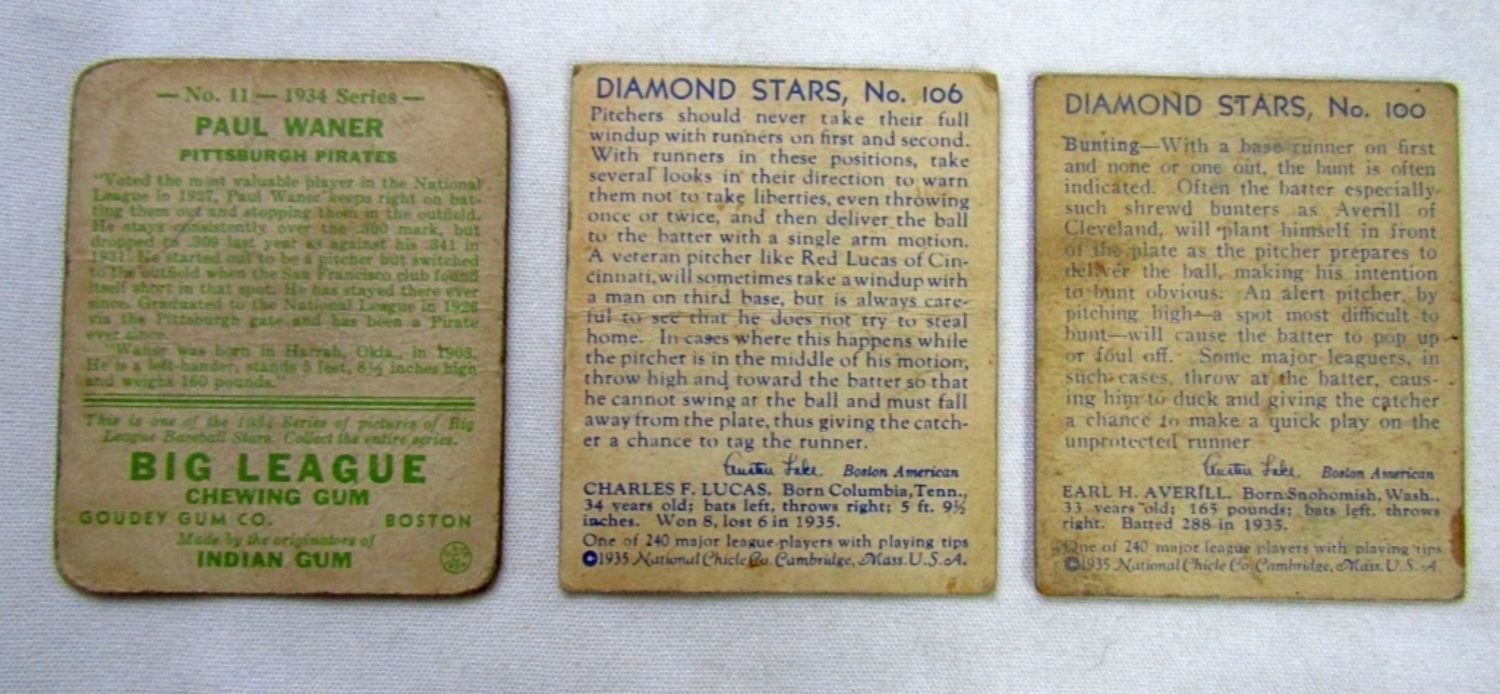 — No. 11 — 1934 Series —
PAUL WANER
PITTSBURGH PIRATES
"Voted the most valuable player in the National
League in 1927, Paul Waner keeps right on bat-
ting them out and stopping them in the outfield.
He stays consistently over the .300 mark, but
dropped to .309 last year as against his .341 in
1931. He started out to be a pitcher but switched
to the outfield when the San Francisco club found
itself short in that spot. He has stayed there ever
since. Graduated to the National League in 1926
via the Pittsburgh gate and has been a Pirate
ever since.
"Waner was born in Harrah, Okla., in 1903.
He is a left-hander, stands 5 feet, 8½ inches high
and weighs 160 pounds."
This is one of the Series of pictures of Big
League Baseball Stars. Collect the entire series.
BIG LEAGUE
CHEWING GUM
GOUDEY GUM CO. BOSTON
Made by the originators of
INDIAN GUM
DIAMOND STARS, No. 106
Pitchers should never take their full
windup with runners on first and second.
With runners in these positions, take
several looks in their direction to warn
them not to take liberties, even throwing
once or twice, and then deliver the ball
to the batter with a single arm motion.
A veteran pitcher like Red Lucas of Cin-
cinnati, will sometimes take a windup with
a man on third base, but is always care-
ful to see that he does not try to steal
home. In cases where this happens while
the pitcher is in the middle of his motion,
throw high and toward the batter so that
he cannot swing at the ball and must fall
away from the plate, thus giving the catch-
er a chance to tag the runner.
Austen Lake Boston American
CHARLES F. LUCAS. Born Columbia, Tenn.,
34 years old; bats left, throws right; 5 ft. 9½
inches. Won 8, lost 6 in 1935.
One of 240 major league players with playing tips
©1935 National Chicle Co. Cambridge, Mass. U.S.A.
DIAMOND STARS, No. 100
Bunting—With a base runner on first
and none or one out, the bunt is often
indicated. Often the batter especially
such shrewd bunters as Averill of
Cleveland, will plant himself in front
of the plate as the pitcher prepares to
deliver the ball, making his intention
to bunt obvious. An alert pitcher, by
pitching high—a spot most difficult to
bunt—will cause the batter to pop up
or foul off. Some major leaguers, in
such cases, throw at the batter, caus-
ing him to duck and giving the catcher
a chance to make a quick play on the
unprotected runner
Austen Lake Boston American
EARL H. AVERILL. Born Snohomish, Wash.,
33 years old; 165 pounds; bats left, throws
right. Batted 288 in 1935.
One of 240 major league players with playing tips
©1935 National Chicle Co. Cambridge, Mass. U.S.A.